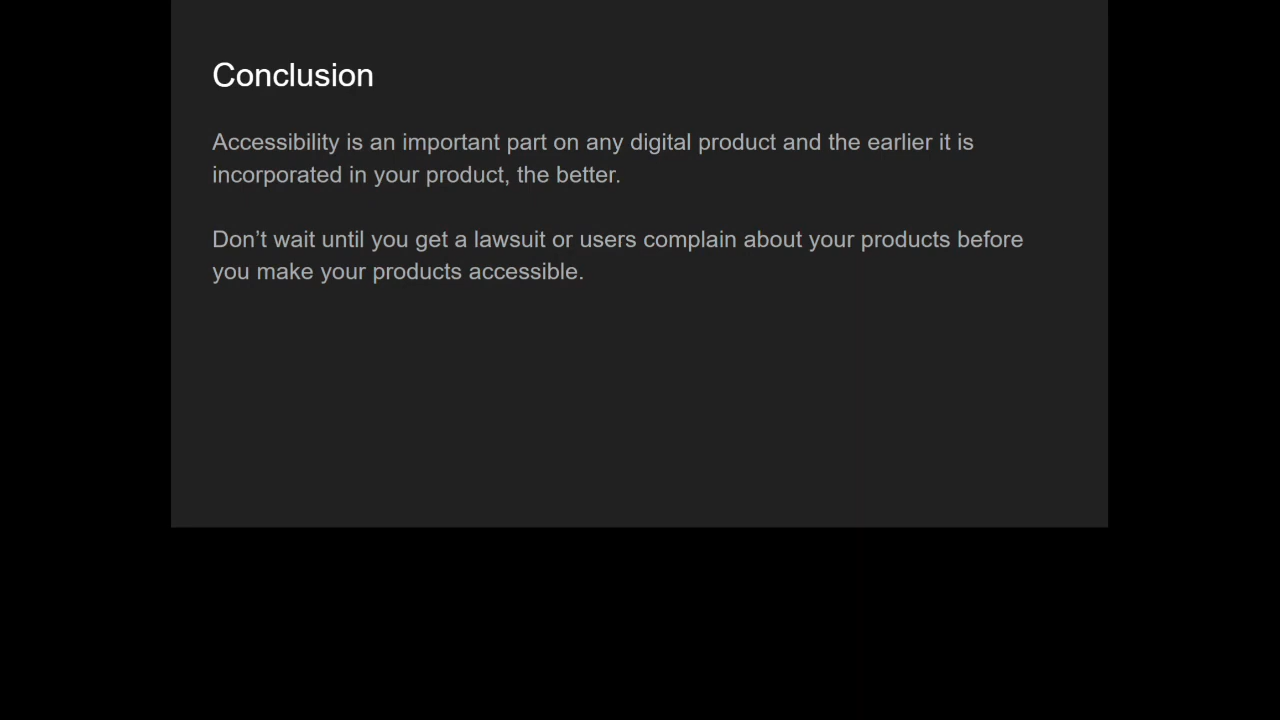 Conclusion
Accessibility is an important part on any digital product and the earlier it is
incorporated in your product, the better.
Don’t wait until you get a lawsuit or users complain about your products before
you make your products accessible.